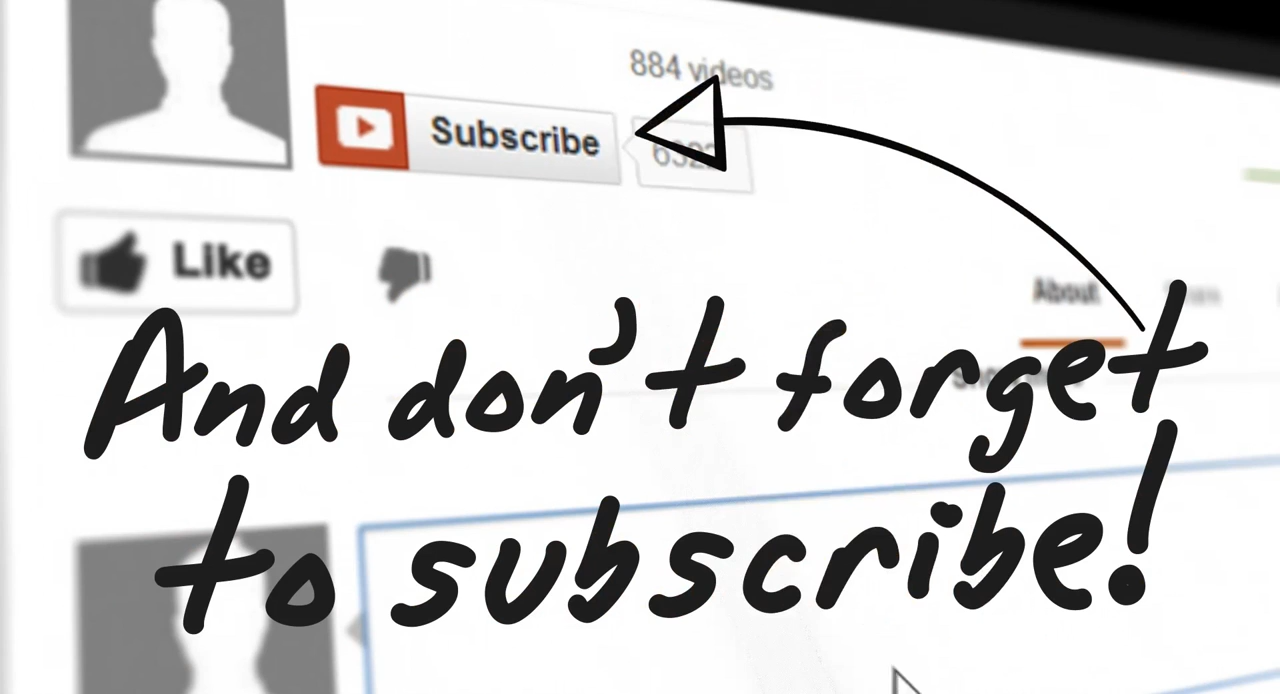 884 videos
Subscribe
Like
About
And don't forget
to subscribe!